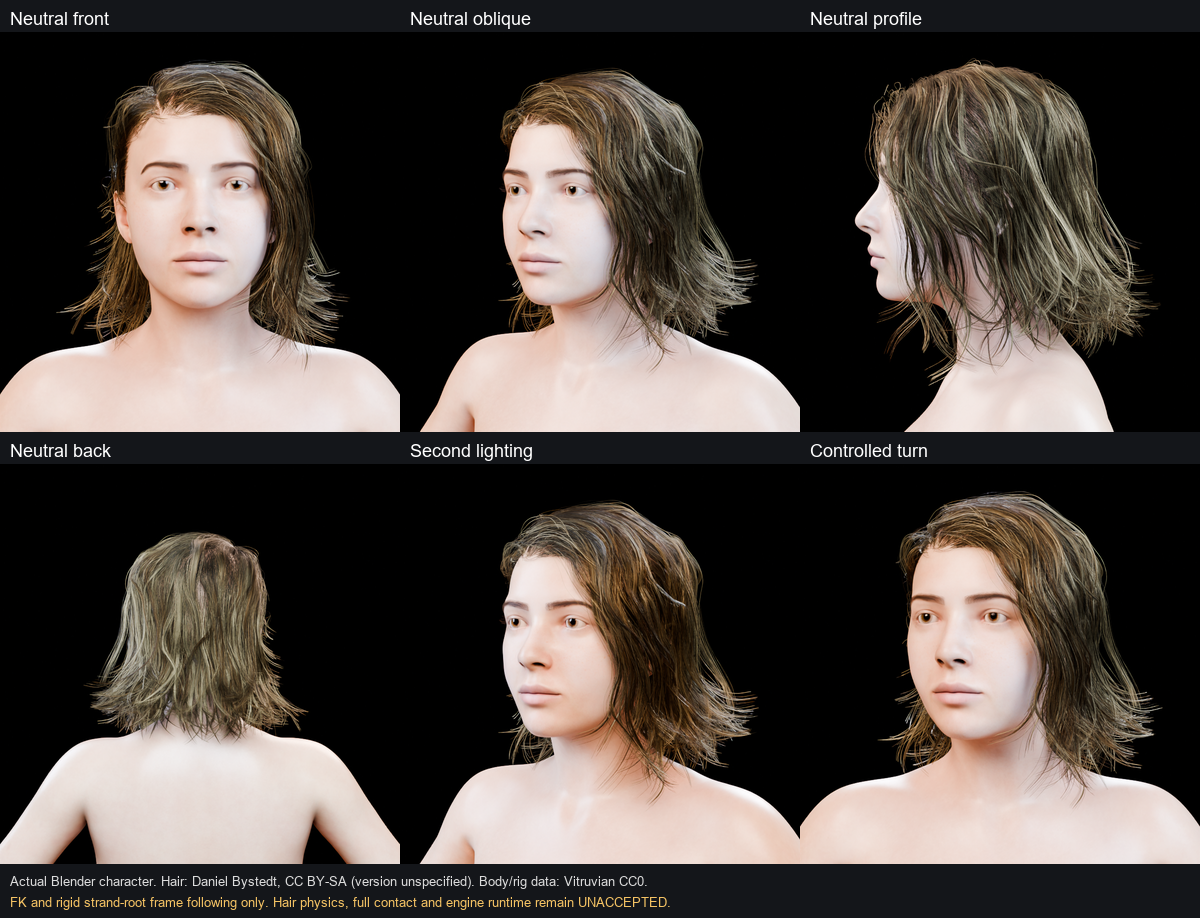 Neutral front
Neutral oblique
Neutral profile
Neutral back
Second lighting
Controlled turn
Actual Blender character. Hair: Daniel Bystedt, CC BY-SA (version unspecified). Body/rig data: Vitruvian CC0.
FK and rigid strand-root frame following only. Hair physics, full contact and engine runtime remain UNACCEPTED.